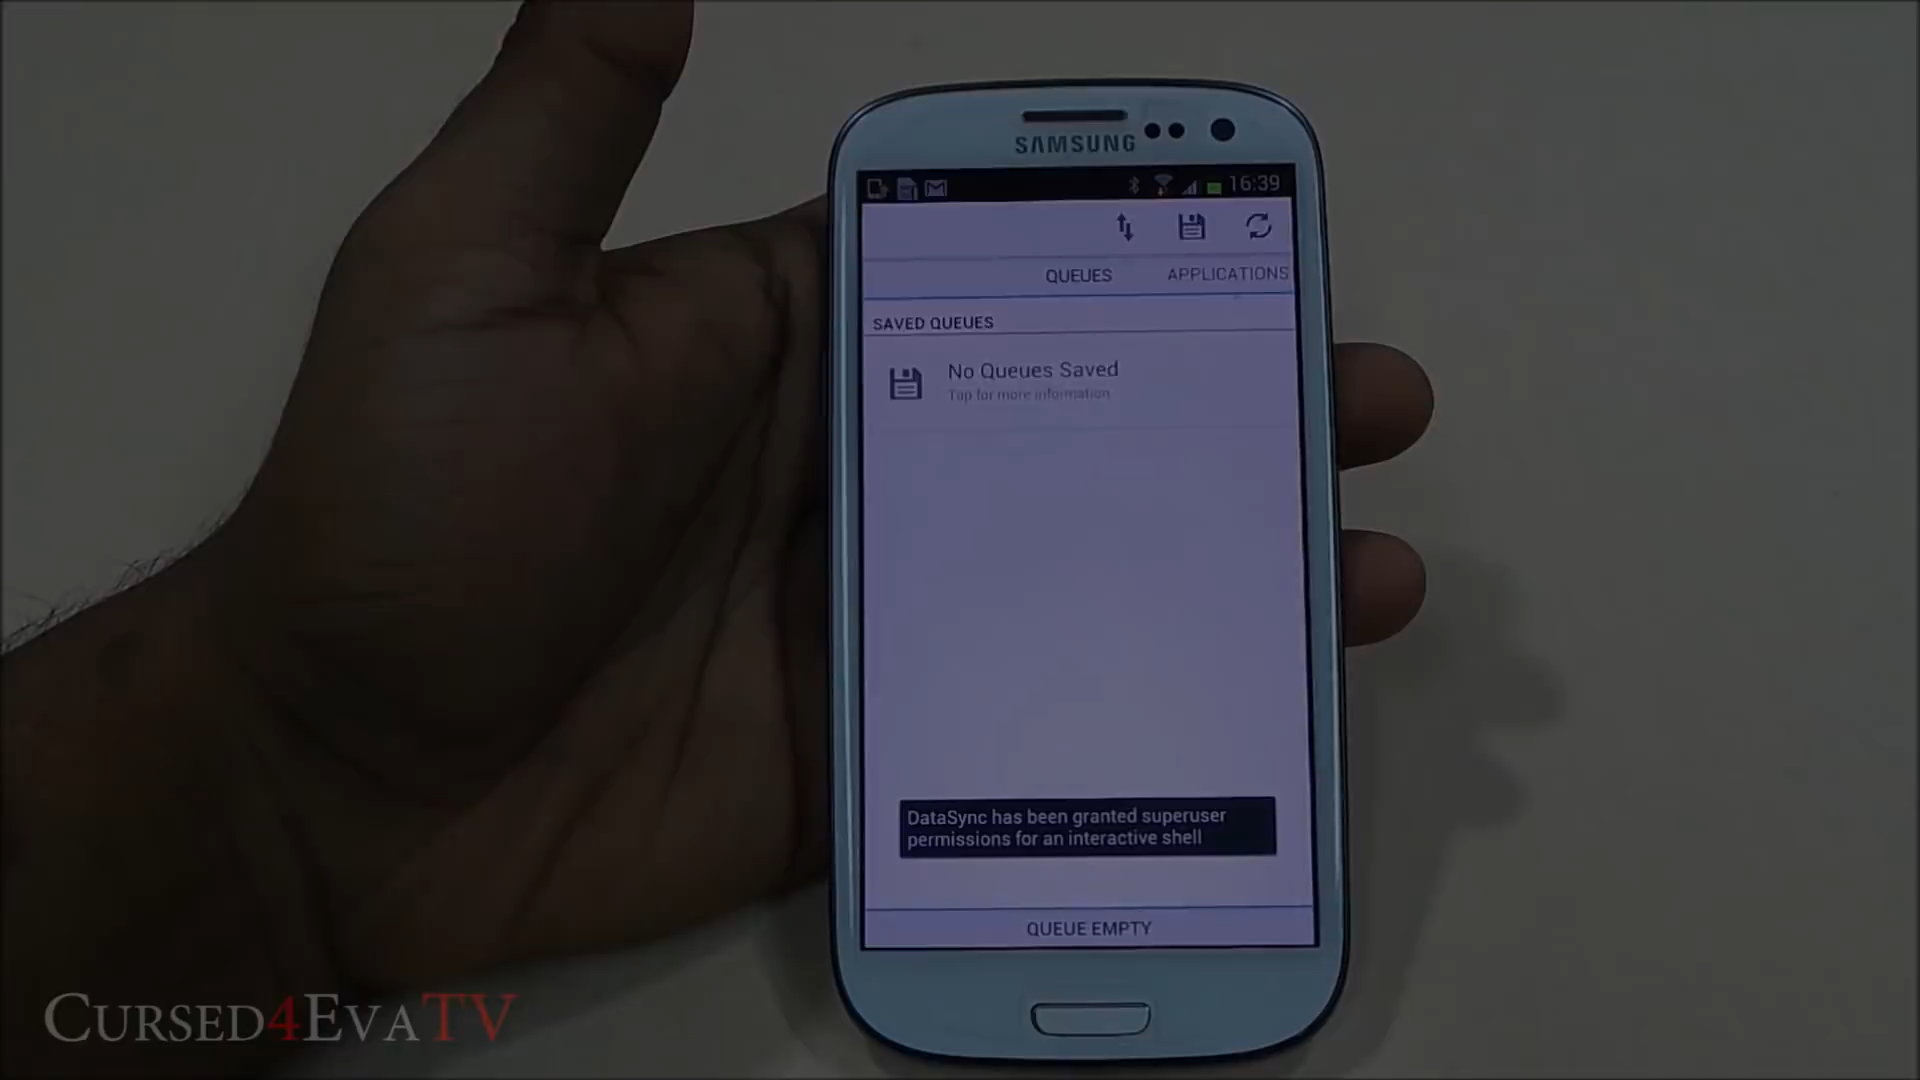 SAMSUNG
16:39
QUEUES APPLICATIONS
SAVED QUEUES
No Queues Saved
Tap for more information
DataSync has been granted superuser
permissions for an interactive shell
QUEUE EMPTY
CURSED4EVATV